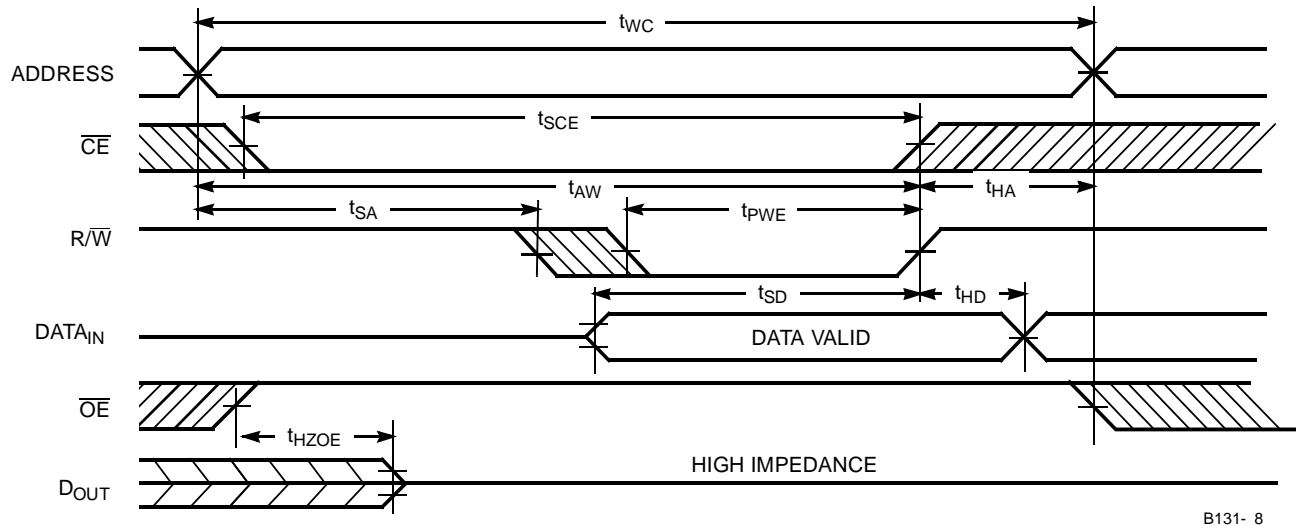 tWC
ADDRESS
tSCE
CE
tAW
tHA
tSA
tPWE
R/W
tSD
tHD
DATAIN
DATA VALID
OE
tHZOE
HIGH IMPEDANCE
DOUT
B131- 8